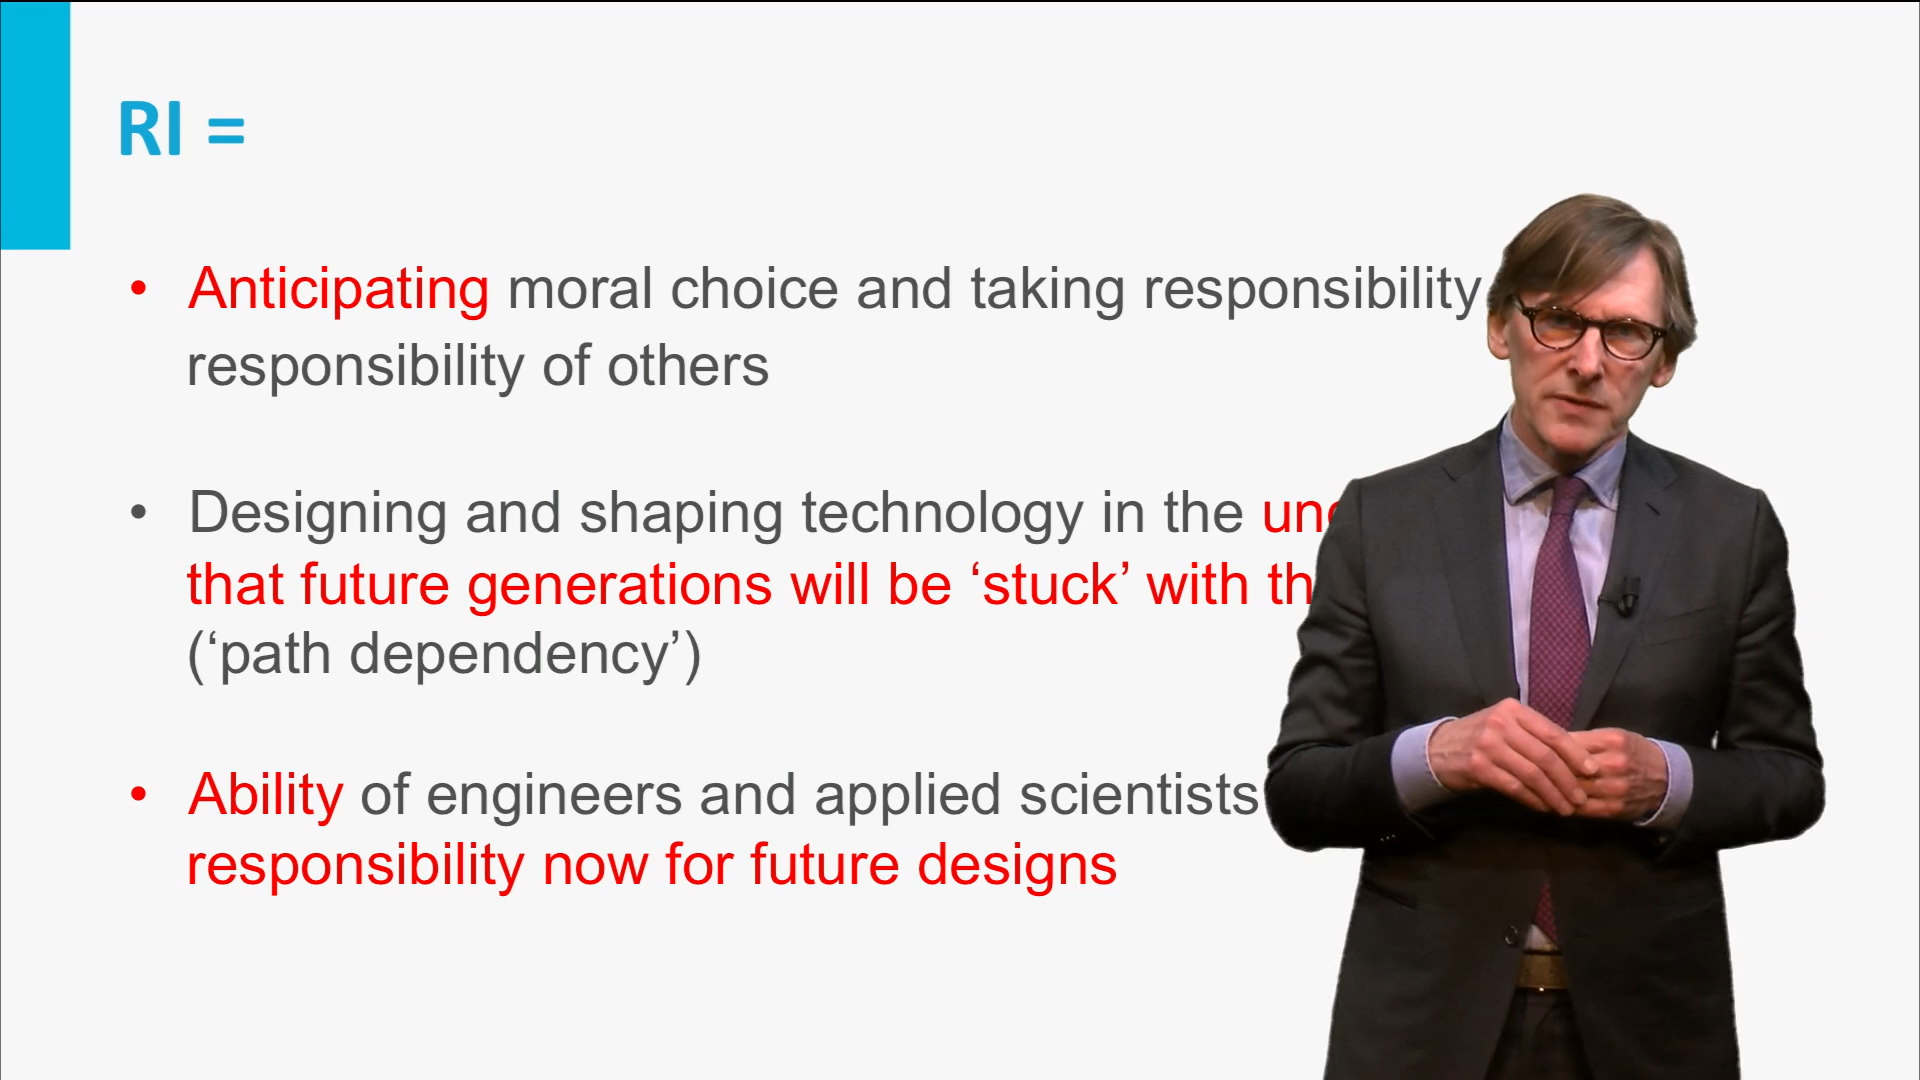 RI =
• Anticipating moral choice and taking responsibility
responsibility of others
• Designing and shaping technology in the
that future generations will be ‘stuck’ with
(‘path dependency’)
• Ability of engineers and applied scientists
responsibility now for future designs